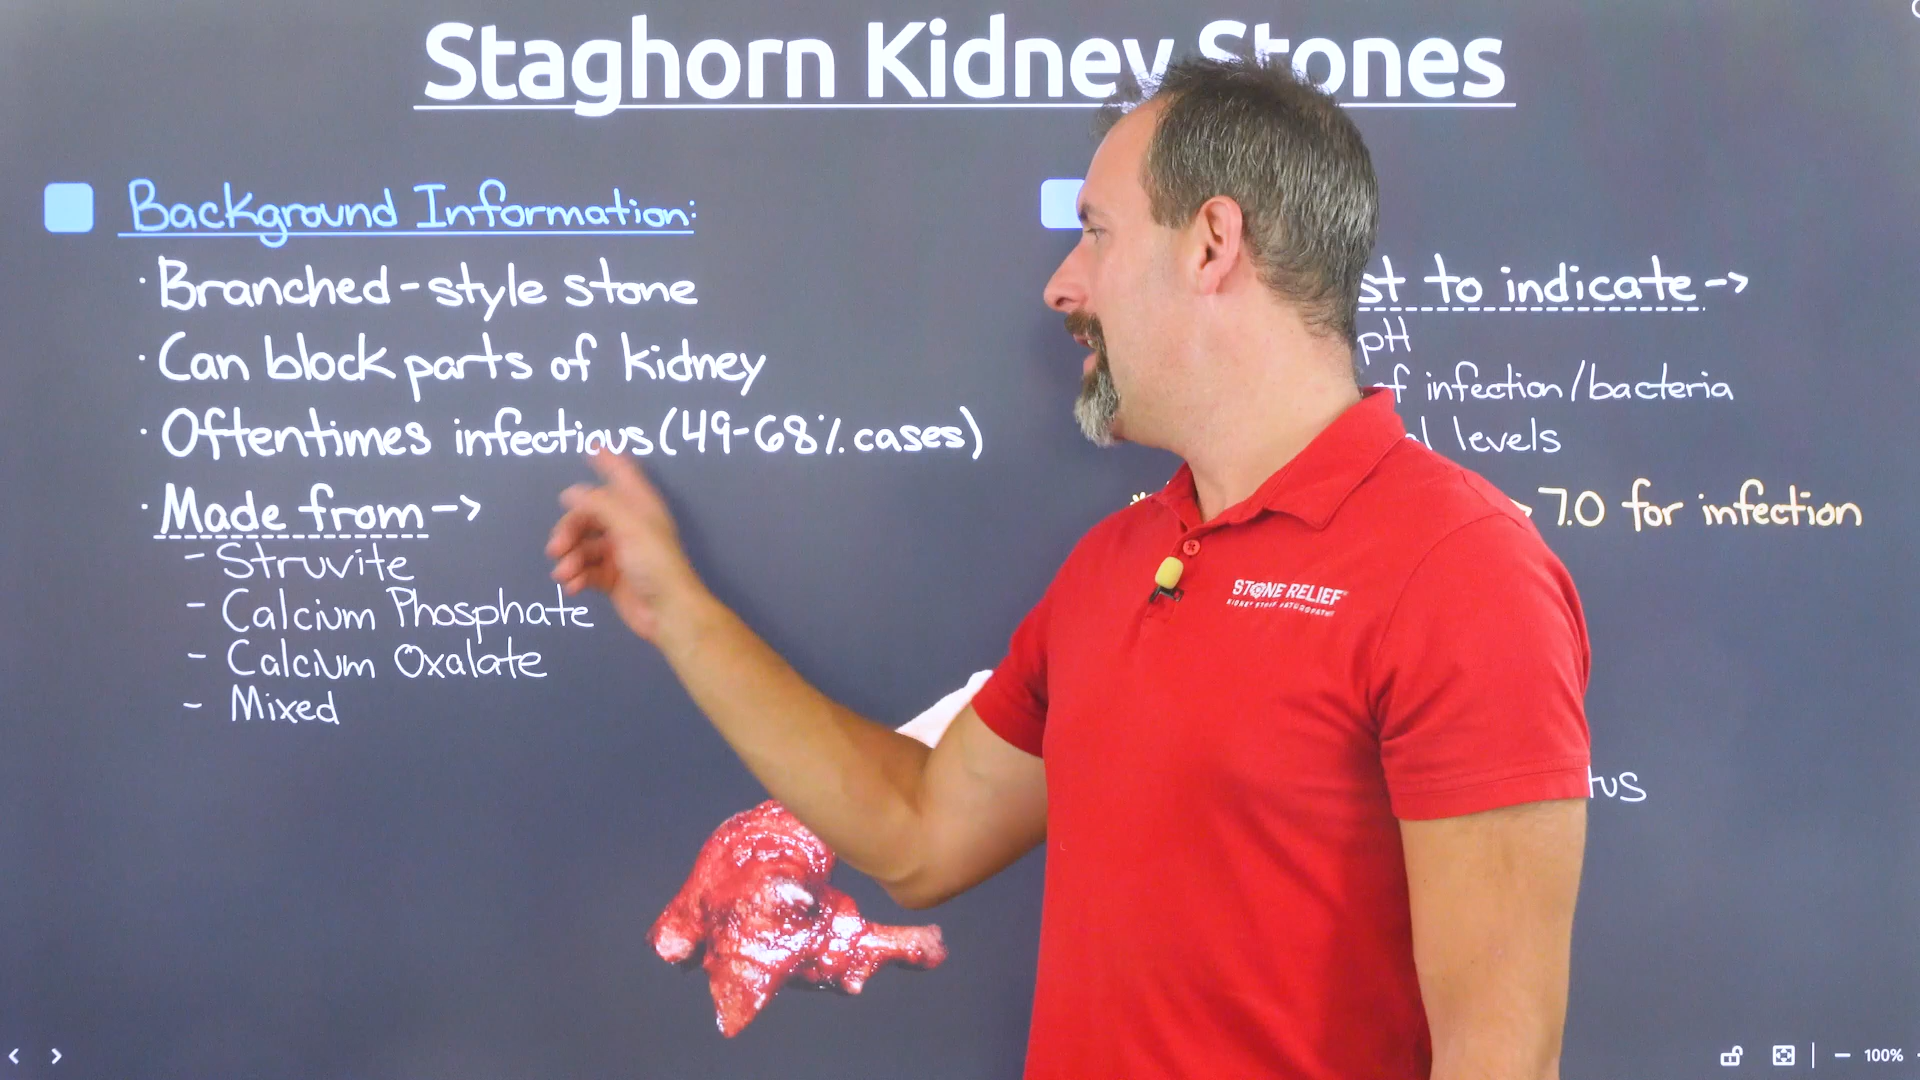 Staghorn Kidney Stones
Background Information:
· Branched-style stone
· Can block parts of kidney
· Oftentimes infectious (49-68% cases)
· Made from ->
- Struvite
- Calcium Phosphate
- Calcium Oxalate
- Mixed
st to indicate ->
pH
f infection/bacteria
l levels
* > 7.0 for infection
tus
STONE RELIEF
100%